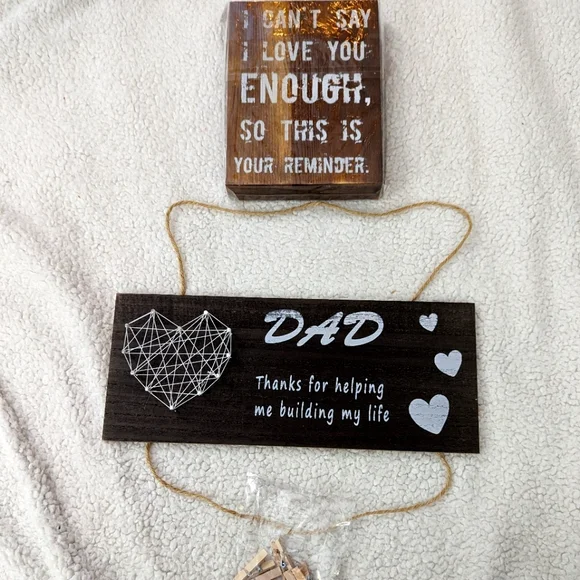 I CAN'T SAY
I LOVE YOU
ENOUGH,
SO THIS IS
YOUR REMINDER.
DAD
Thanks for helping
me building my life